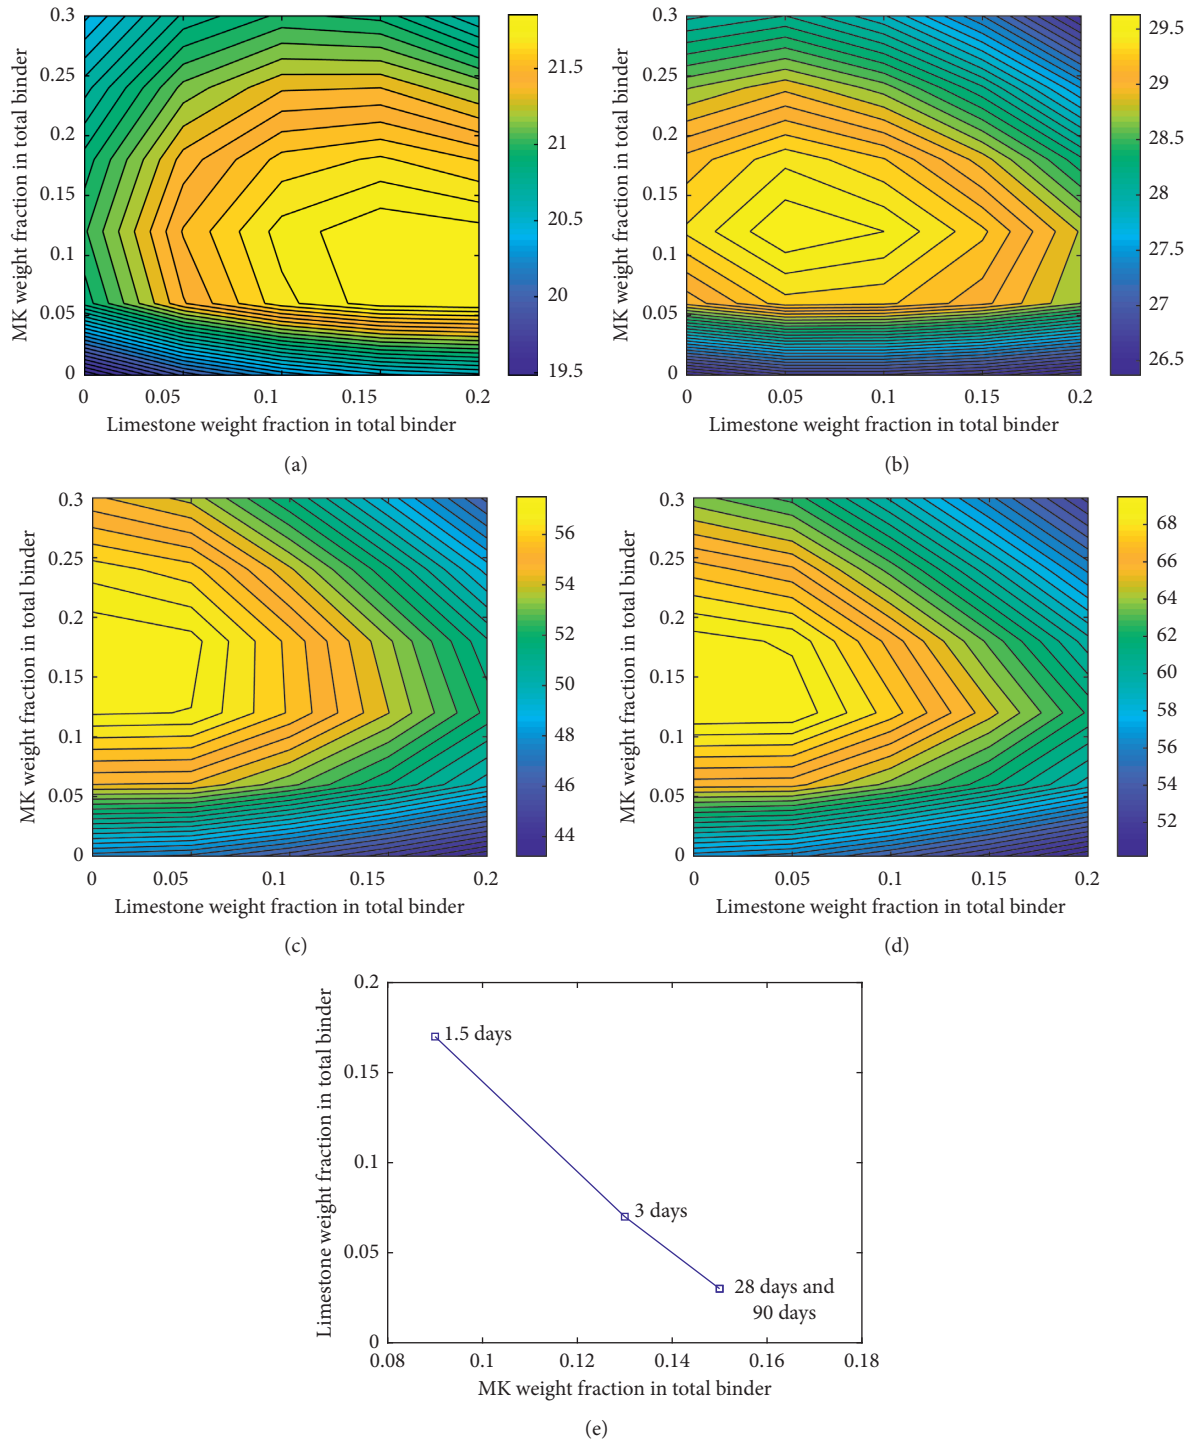 0.3
0.25
0.2
0.15
0.1
0.05
0
MK weight fraction in total binder
0 0.05 0.1 0.15 0.2
Limestone weight fraction in total binder
21.5
21
20.5
20
19.5
(a)
0.3
0.25
0.2
0.15
0.1
0.05
0
MK weight fraction in total binder
0 0.05 0.1 0.15 0.2
Limestone weight fraction in total binder
29.5
29
28.5
28
27.5
27
26.5
(b)
0.3
0.25
0.2
0.15
0.1
0.05
0
MK weight fraction in total binder
0 0.05 0.1 0.15 0.2
Limestone weight fraction in total binder
56
54
52
50
48
46
44
(c)
0.3
0.25
0.2
0.15
0.1
0.05
0
MK weight fraction in total binder
0 0.05 0.1 0.15 0.2
Limestone weight fraction in total binder
68
66
64
62
60
58
56
54
52
(d)
0.2
0.15
0.1
0.05
0
Limestone weight fraction in total binder
1.5 days
3 days
28 days and
90 days
0.08 0.1 0.12 0.14 0.16 0.18
MK weight fraction in total binder
(e)